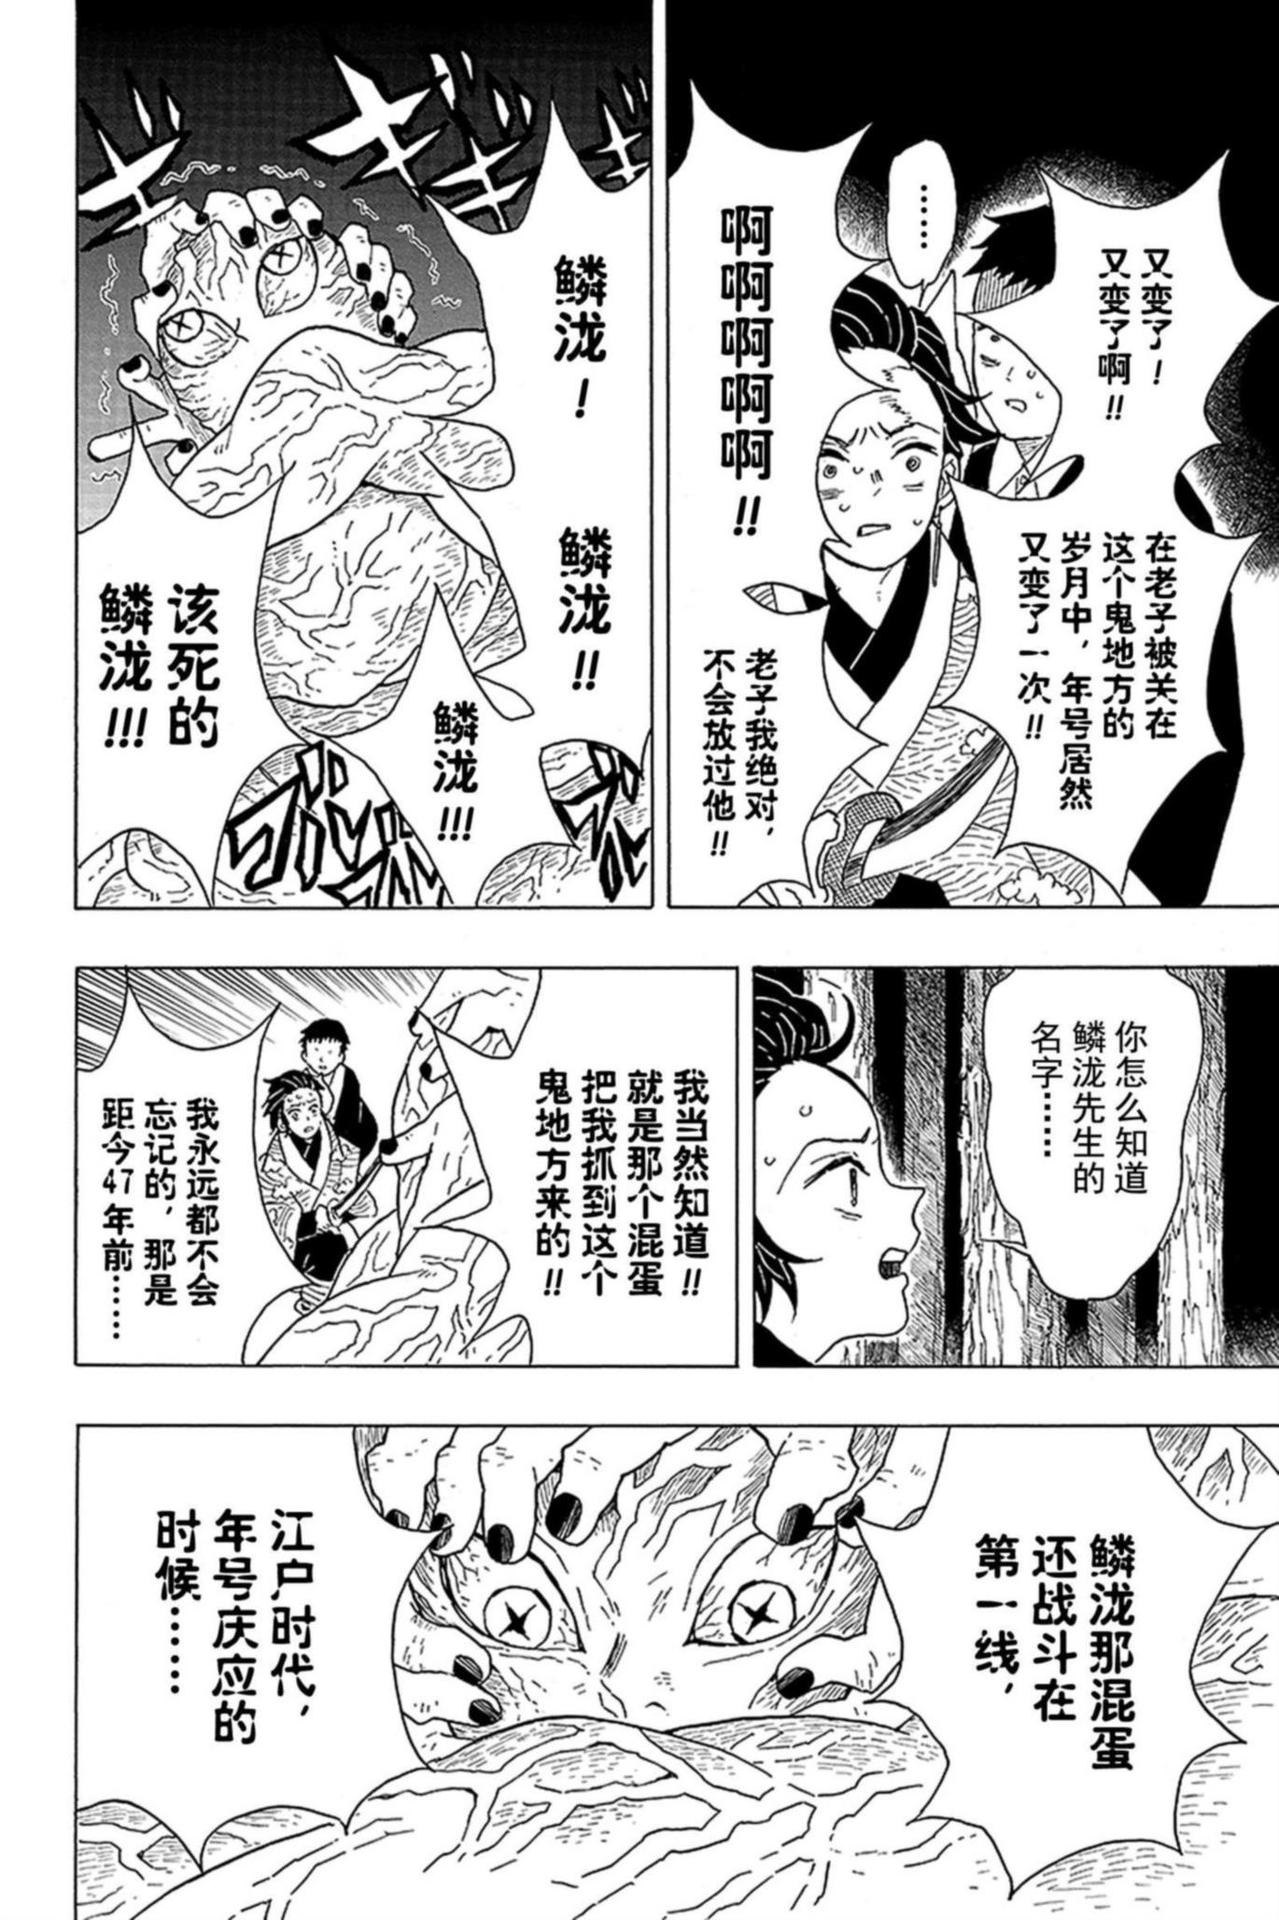 又变了！
又变了啊!!
……
在老子被关在
这个鬼地方的
岁月中，年号居然
又变了一次!!
啊啊啊啊啊!!
老子我绝对，
不会放过他!!
鳞泷！
鳞泷!!
鳞泷!!!
该死的
鳞泷!!!
你怎么知道
鳞泷先生的
名字……
我当然知道!!
就是那个混蛋
把我抓到这个
鬼地方来的!!
我永远都不会
忘记的，那是
距今47年前……
鳞泷那混蛋
还战斗在
第一线，
江户时代，
年号庆应的
时候……